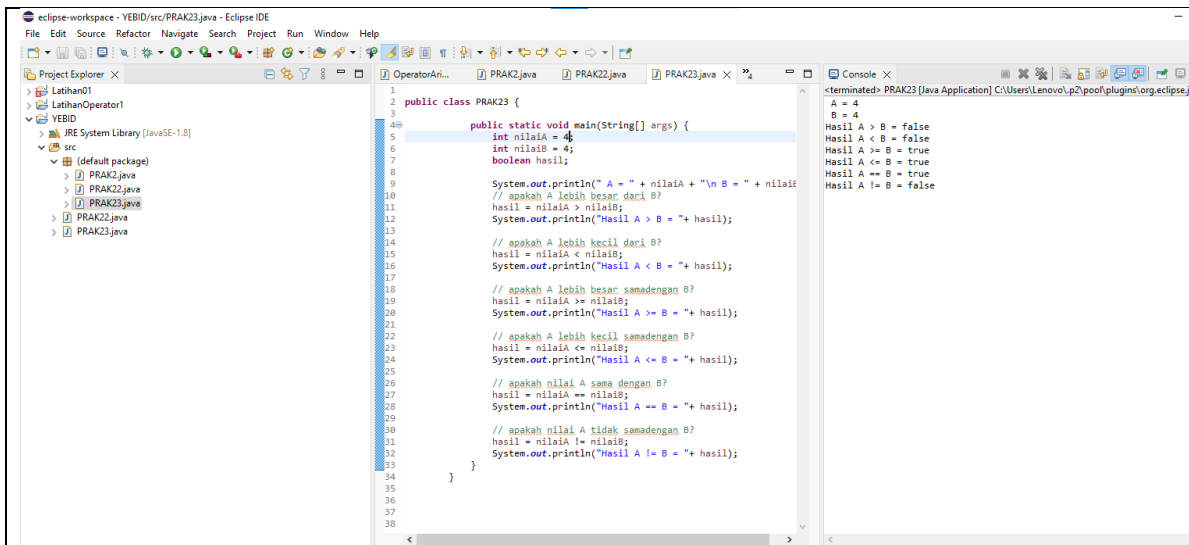 eclipse-workspace - YEBID/src/PRAK23.java - Eclipse IDE
File Edit Source Refactor Navigate Search Project Run Window Help
Project Explorer
Latihan01
LatihanOperator1
YEBID
JRE System Library [JavaSE-1.8]
src
(default package)
PRAK2.java
PRAK22.java
PRAK23.java
PRAK22.java
PRAK23.java
OperatorAri... PRAK2.java PRAK22.java PRAK23.java 4
1
2 public class PRAK23 {
3
4 public static void main(String[] args) {
5 int nilaiA = 4;
6 int nilaiB = 4;
7 boolean hasil;
8
9 System.out.println(" A = " + nilaiA + "\n B = " + nilaiB
10 // apakah A lebih besar dari B?
11 hasil = nilaiA > nilaiB;
12 System.out.println("Hasil A > B = "+ hasil);
13
14 // apakah A lebih kecil dari B?
15 hasil = nilaiA < nilaiB;
16 System.out.println("Hasil A < B = "+ hasil);
17
18 // apakah A lebih besar samadengan B?
19 hasil = nilaiA >= nilaiB;
20 System.out.println("Hasil A >= B = "+ hasil);
21
22 // apakah A lebih kecil samadengan B?
23 hasil = nilaiA <= nilaiB;
24 System.out.println("Hasil A <= B = "+ hasil);
25
26 // apakah nilai A sama dengan B?
27 hasil = nilaiA == nilaiB;
28 System.out.println("Hasil A == B = "+ hasil);
29
30 // apakah nilai A tidak samadengan B?
31 hasil = nilaiA != nilaiB;
32 System.out.println("Hasil A != B = "+ hasil);
33 }
34 }
35
36
37
38
Console
<terminated> PRAK23 [Java Application] C:\Users\Lenovo\.p2\pool\plugins\org.eclipse.j
A = 4
B = 4
Hasil A > B = false
Hasil A < B = false
Hasil A >= B = true
Hasil A <= B = true
Hasil A == B = true
Hasil A != B = false